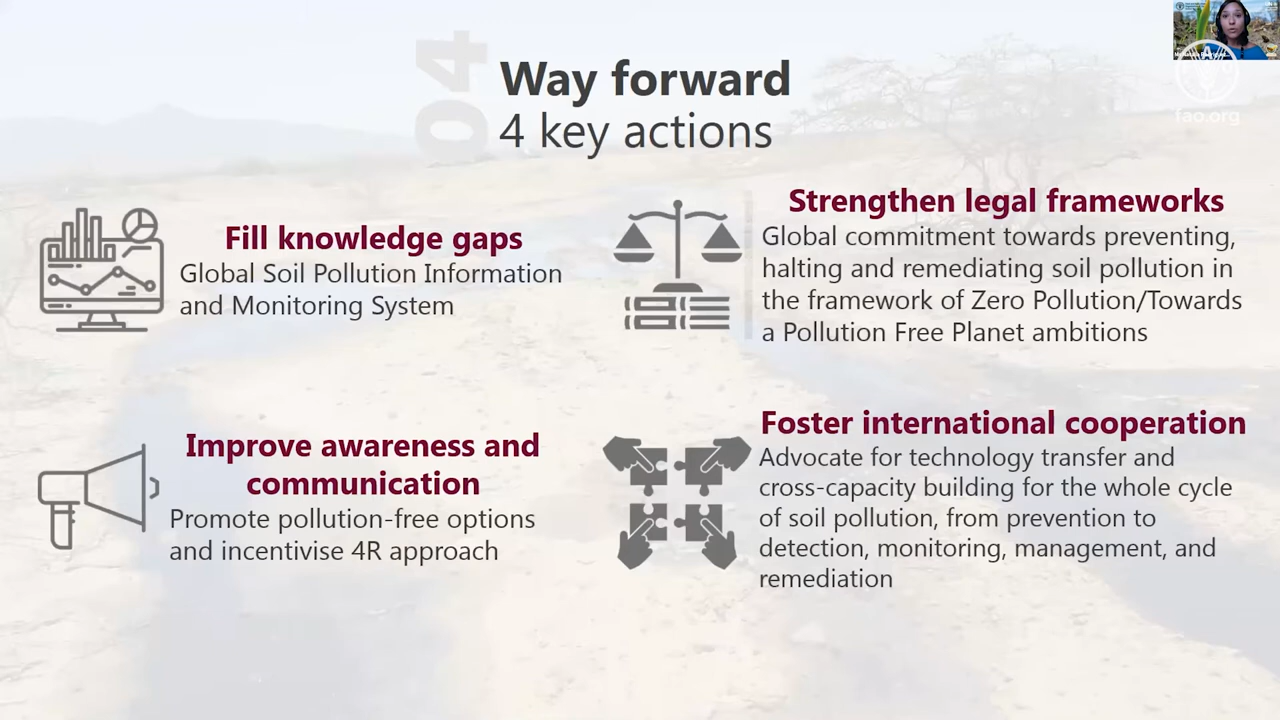 04
Way forward
4 key actions
fao.org
Fill knowledge gaps
Global Soil Pollution Information
and Monitoring System
Strengthen legal frameworks
Global commitment towards preventing,
halting and remediating soil pollution in
the framework of Zero Pollution/Towards
a Pollution Free Planet ambitions
Improve awareness and
communication
Promote pollution-free options
and incentivise 4R approach
Foster international cooperation
Advocate for technology transfer and
cross-capacity building for the whole cycle
of soil pollution, from prevention to
detection, monitoring, management, and
remediation